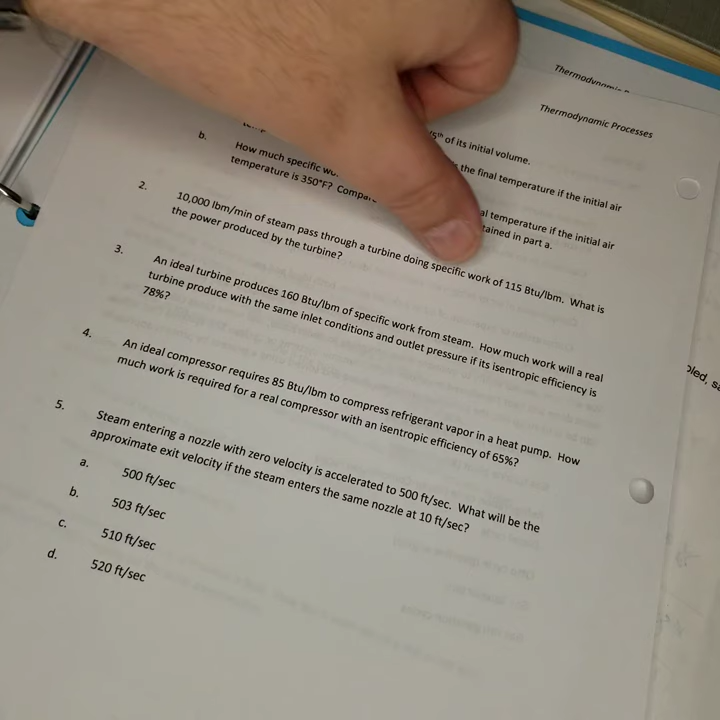 Thermodynamic
Thermodynamic Processes
of its initial volume.
the final temperature if the initial air
b. How much specific
temperature is 350°F?
temperature if the initial air
in part a.
2. 10,000 lbm/min of steam pass through a turbine doing specific work of 115 Btu/lbm. What is
the power produced by the turbine?
3. An ideal turbine produces 160 Btu/lbm of specific work from steam. How much work will a real
turbine produce with the same inlet conditions and outlet pressure if its isentropic efficiency is
78%?
4. An ideal compressor requires 85 Btu/lbm to compress refrigerant vapor in a heat pump. How
much work is required for a real compressor with an isentropic efficiency of 65%?
5. Steam entering a nozzle with zero velocity is accelerated to 500 ft/sec. What will be the
approximate exit velocity if the steam enters the same nozzle at 10 ft/sec?
a. 500 ft/sec
b. 503 ft/sec
c. 510 ft/sec
d. 520 ft/sec